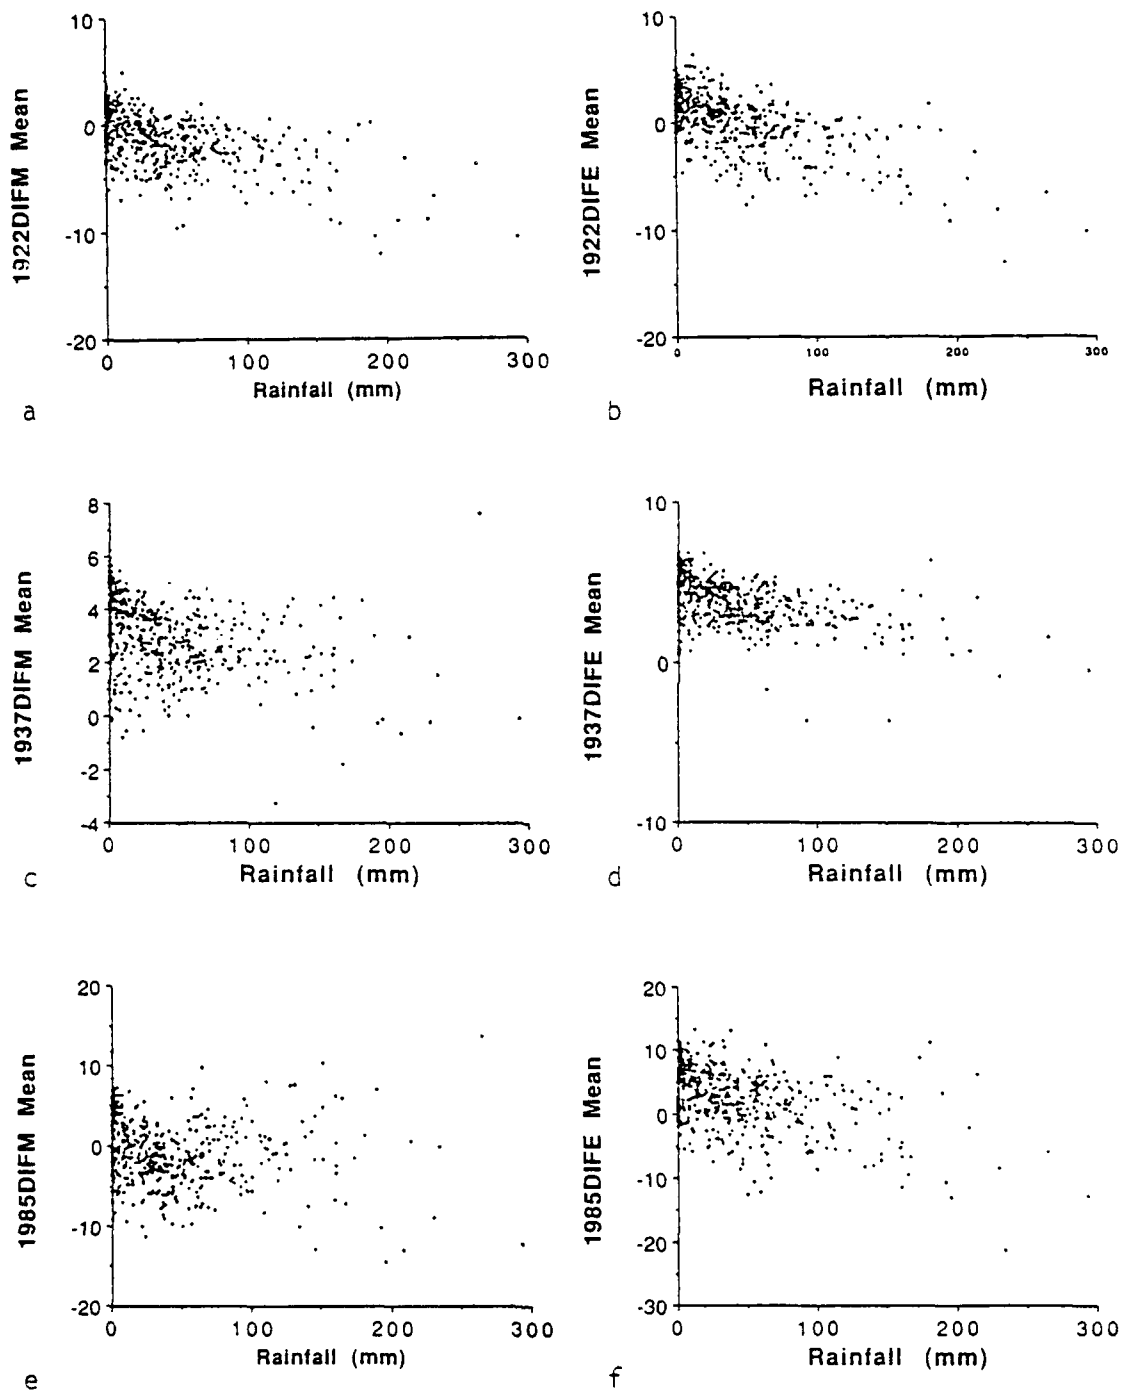 10
0
-10
-20
1922DIFM Mean
0 100 200 300
Rainfall (mm)
a
10
0
-10
-20
1922DIFE Mean
0 100 200 300
Rainfall (mm)
b
8
6
4
2
0
-2
-4
1937DIFM Mean
0 100 200 300
Rainfall (mm)
c
10
0
-10
1937DIFE Mean
0 100 200 300
Rainfall (mm)
d
20
10
0
-10
-20
1985DIFM Mean
0 100 200 300
Rainfall (mm)
e
20
10
0
-10
-20
-30
1985DIFE Mean
0 100 200 300
Rainfall (mm)
f